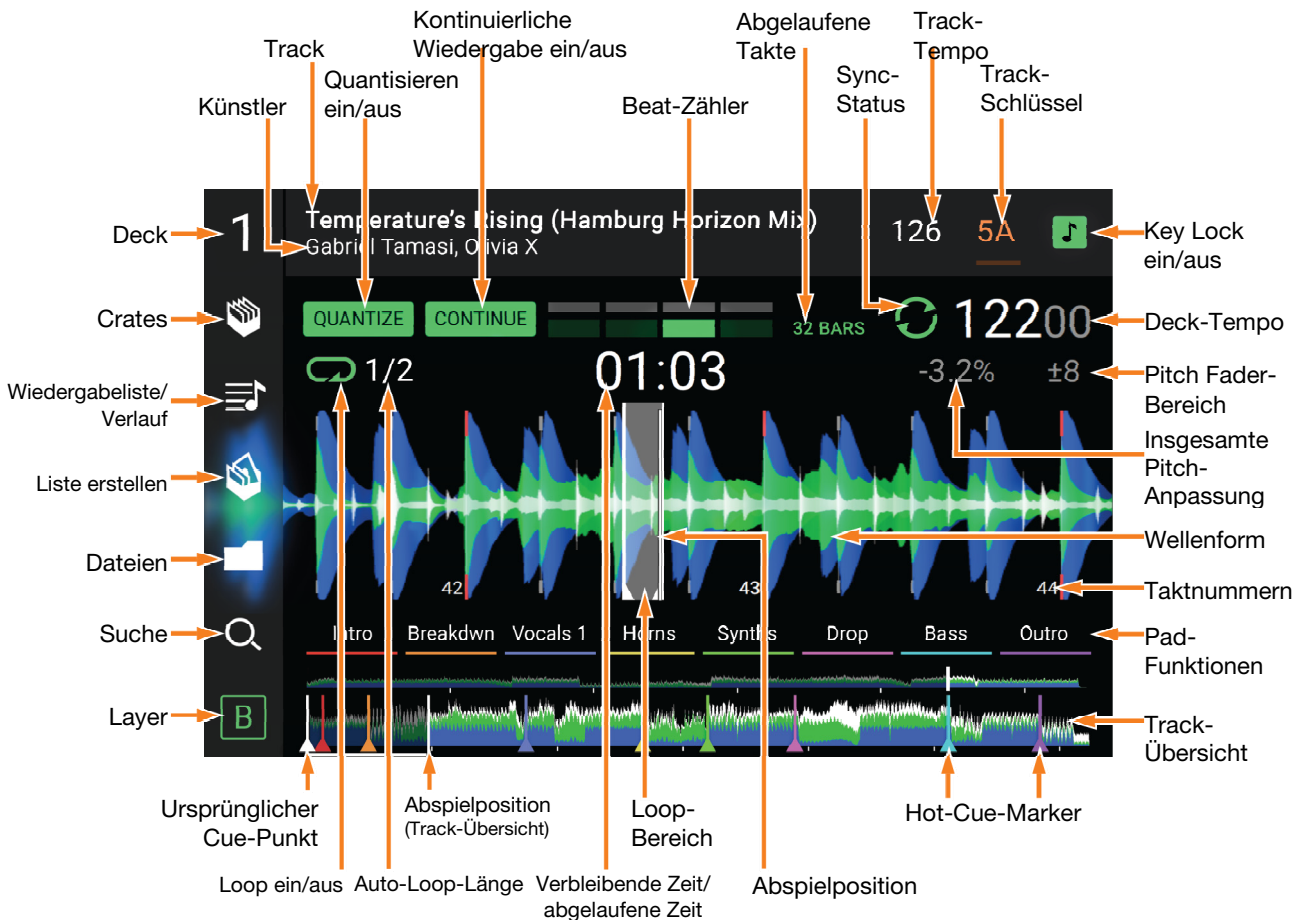 Kontinuierliche
Wiedergabe ein/aus
Abgelaufene
Takte
Track-
Tempo
Track
Quantisieren
ein/aus
Sync-
Status
Track-
Schlüssel
Künstler
Beat-Zähler
Deck
1
Temperature's Rising (Hamburg Horizon Mix)
Gabriel Tamasi, Olivia X
126
5A
Key Lock
ein/aus
Crates
QUANTIZE
CONTINUE
32 BARS
12200
Deck-Tempo
Wiedergabeliste/
Verlauf
1/2
01:03
-3.2%
±8
Pitch Fader-
Bereich
Insgesamte
Pitch-
Anpassung
Liste erstellen
Wellenform
Dateien
42
43
44
Taktnummern
Suche
Intro
Breakdwn
Vocals 1
Horns
Synths
Drop
Bass
Outro
Pad-
Funktionen
Layer
B
Track-
Übersicht
Ursprünglicher
Cue-Punkt
Abspielposition
(Track-Übersicht)
Loop-
Bereich
Hot-Cue-Marker
Loop ein/aus
Auto-Loop-Länge
Verbleibende Zeit/
abgelaufene Zeit
Abspielposition